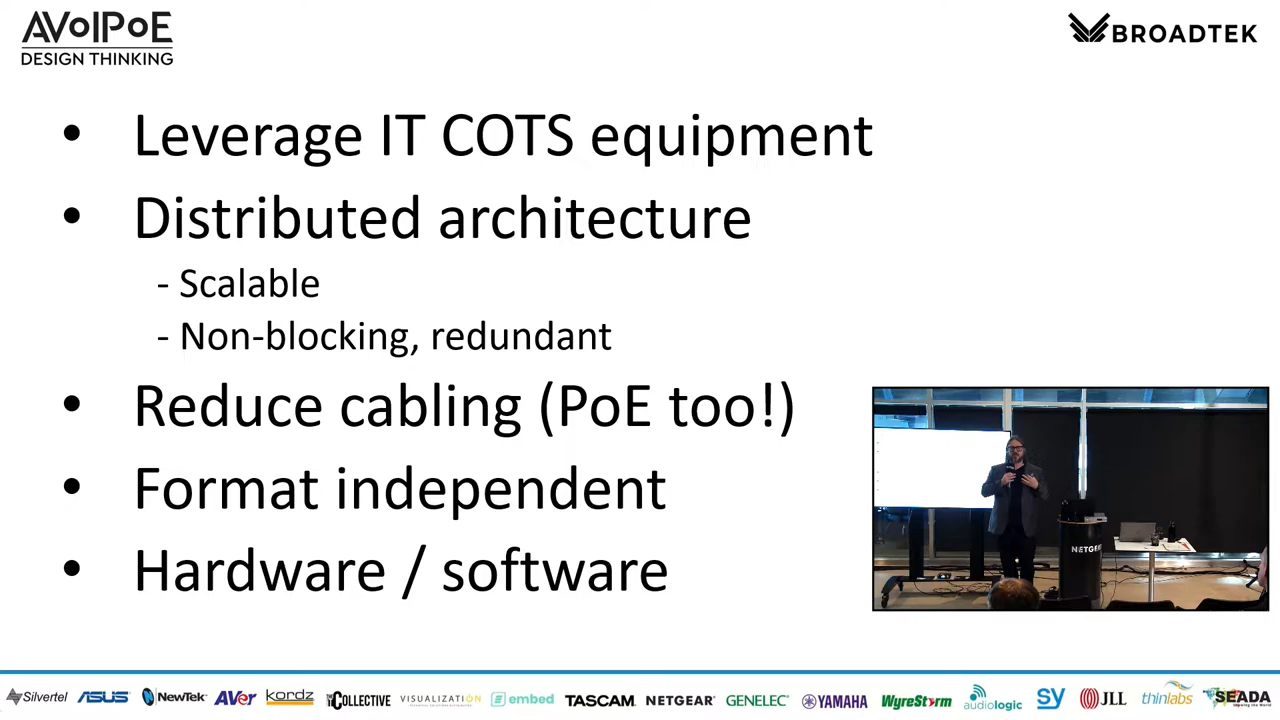 AVoIPoE
DESIGN THINKING
BROADTEK
• Leverage IT COTS equipment
• Distributed architecture
- Scalable
- Non-blocking, redundant
• Reduce cabling (PoE too!)
• Format independent
• Hardware / software
NETGEAR
Silvertel ASUS NewTek AVer kordz THE COLLECTIVE VISUALIZATION embed TASCAM NETGEAR GENELEC YAMAHA WyreStorm audiologic sy JLL thinlabs SEADA